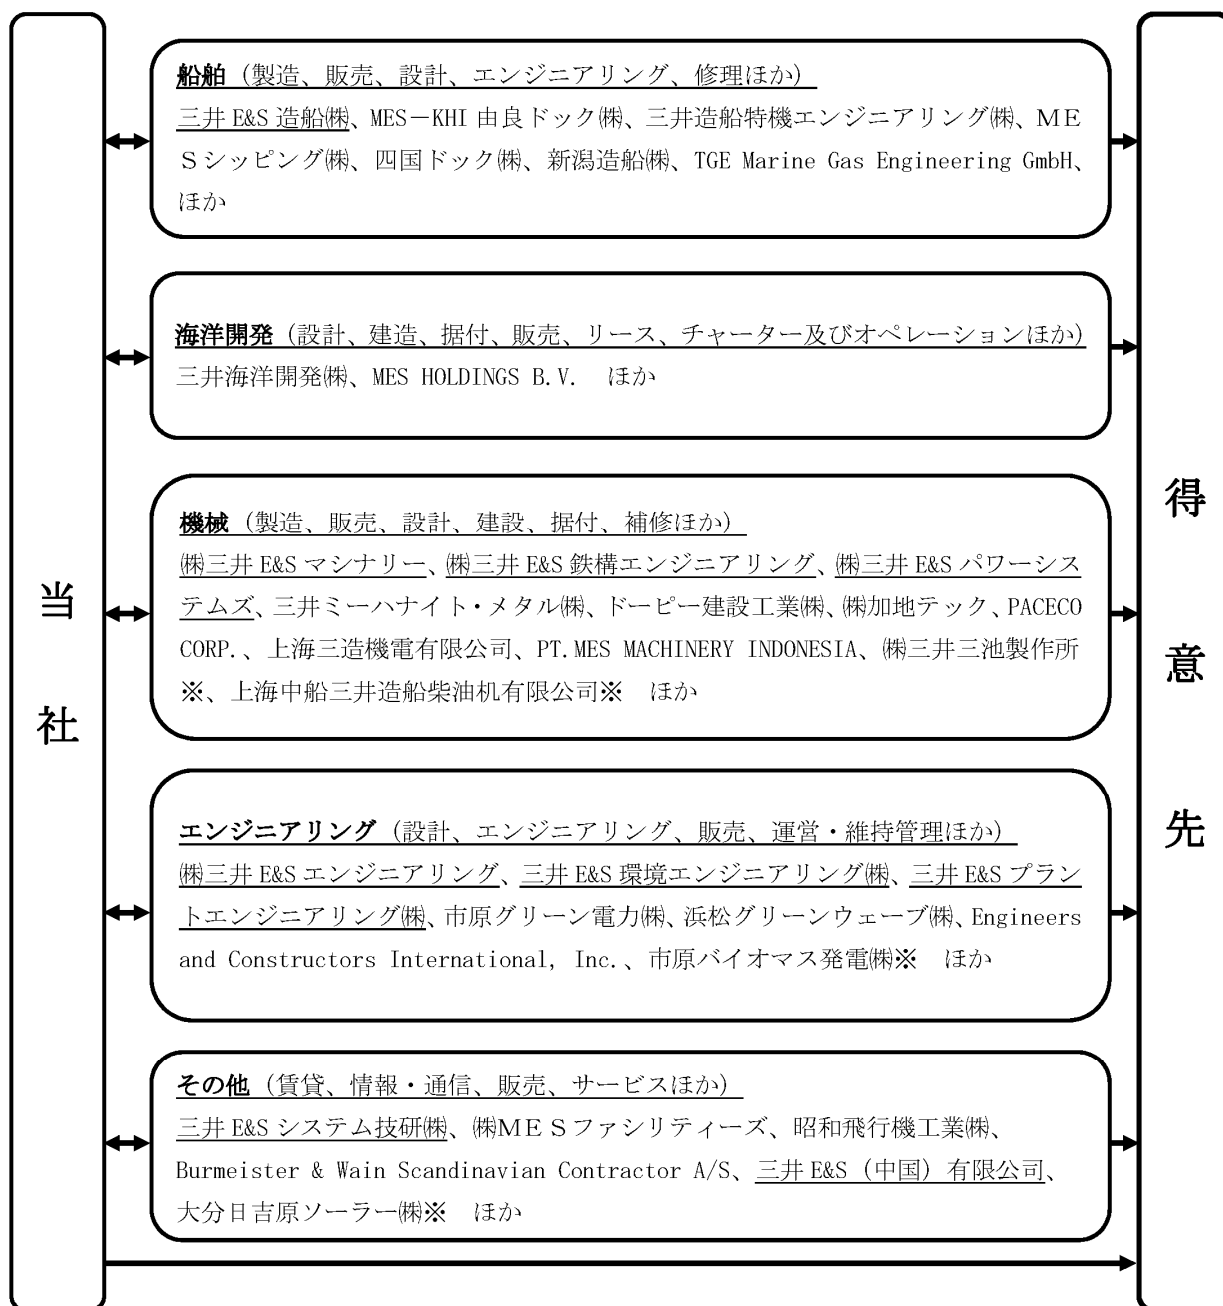 当社
船舶（製造、販売、設計、エンジニアリング、修理ほか）
三井 E&S 造船㈱、MES－KHI 由良ドック㈱、三井造船特機エンジニアリング㈱、ＭＥ
Ｓシッピング㈱、四国ドック㈱、新潟造船㈱、TGE Marine Gas Engineering GmbH、
ほか
海洋開発（設計、建造、据付、販売、リース、チャーター及びオペレーションほか）
三井海洋開発㈱、MES HOLDINGS B.V.　ほか
機械（製造、販売、設計、建設、据付、補修ほか）
㈱三井 E&S マシナリー、㈱三井 E&S 鉄構エンジニアリング、㈱三井 E&S パワーシス
テムズ、三井ミーハナイト・メタル㈱、ドーピー建設工業㈱、㈱加地テック、PACECO
CORP.、上海三造機電有限公司、PT.MES MACHINERY INDONESIA、㈱三井三池製作所
※、上海中船三井造船柴油机有限公司※　ほか
エンジニアリング（設計、エンジニアリング、販売、運営・維持管理ほか）
㈱三井 E&S エンジニアリング、三井 E&S 環境エンジニアリング㈱、三井 E&S プラン
トエンジニアリング㈱、市原グリーン電力㈱、浜松グリーンウェーブ㈱、Engineers
and Constructors International, Inc.、市原バイオマス発電㈱※　ほか
その他（賃貸、情報・通信、販売、サービスほか）
三井 E&S システム技研㈱、㈱ＭＥＳファシリティーズ、昭和飛行機工業㈱、
Burmeister & Wain Scandinavian Contractor A/S、三井 E&S（中国）有限公司、
大分日吉原ソーラー㈱※　ほか
得意先